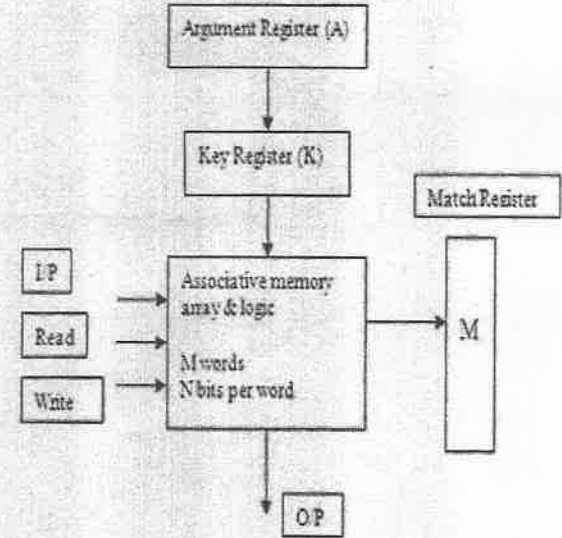 Argument Register (A)
Key Register (K)
Match Register
I/P
Read
Write
Associative memory
array & logic
M words
N bits per word
M
O/P